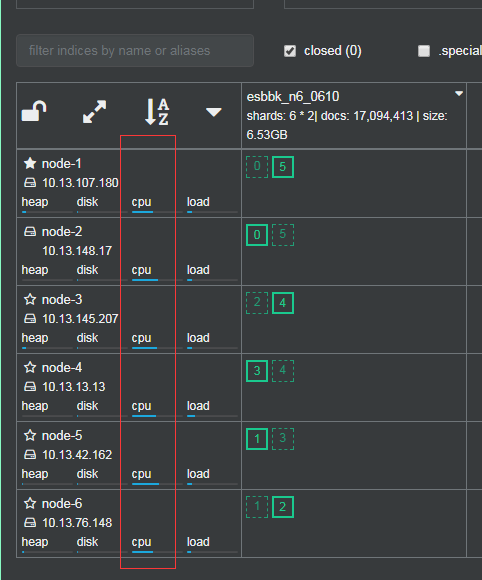 filter indices by name or aliases
closed (0)
.special
A
Z
esbbk_n6_0610
shards: 6 * 2| docs: 17,094,413 | size:
6.53GB
node-1
10.13.107.180
heap disk cpu load
0 5
node-2
10.13.148.17
heap disk cpu load
0 5
node-3
10.13.145.207
heap disk cpu load
2 4
node-4
10.13.13.13
heap disk cpu load
3 4
node-5
10.13.42.162
heap disk cpu load
1 3
node-6
10.13.76.148
heap disk cpu load
1 2